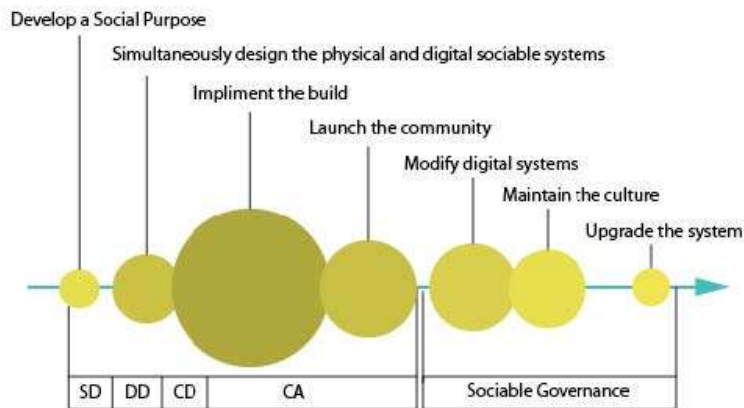 Develop a Social Purpose
Simultaneously design the physical and digital sociable systems
Impliment the build
Launch the community
Modify digital systems
Maintain the culture
Upgrade the system
SD
DD
CD
CA
Sociable Governance